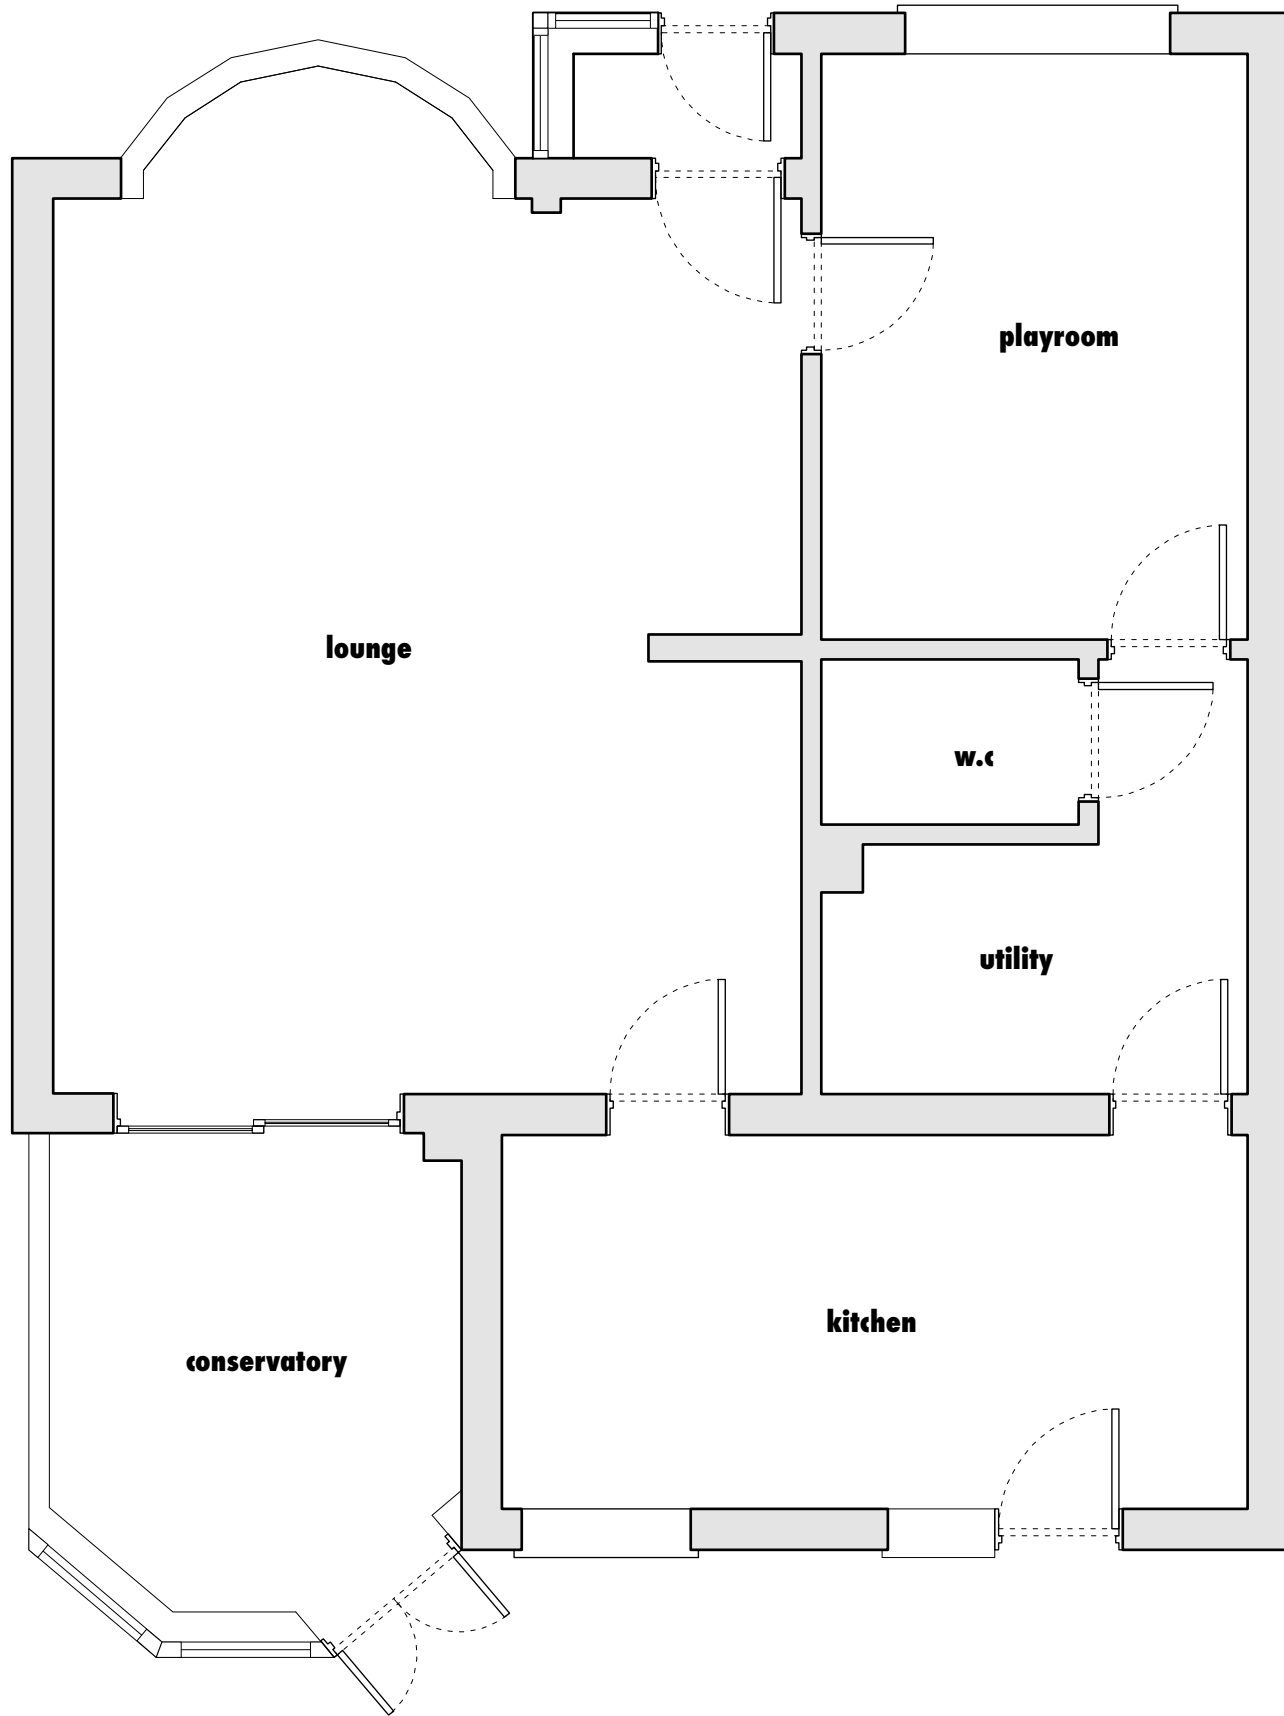 playroom
lounge
w.c
utility
kitchen
conservatory